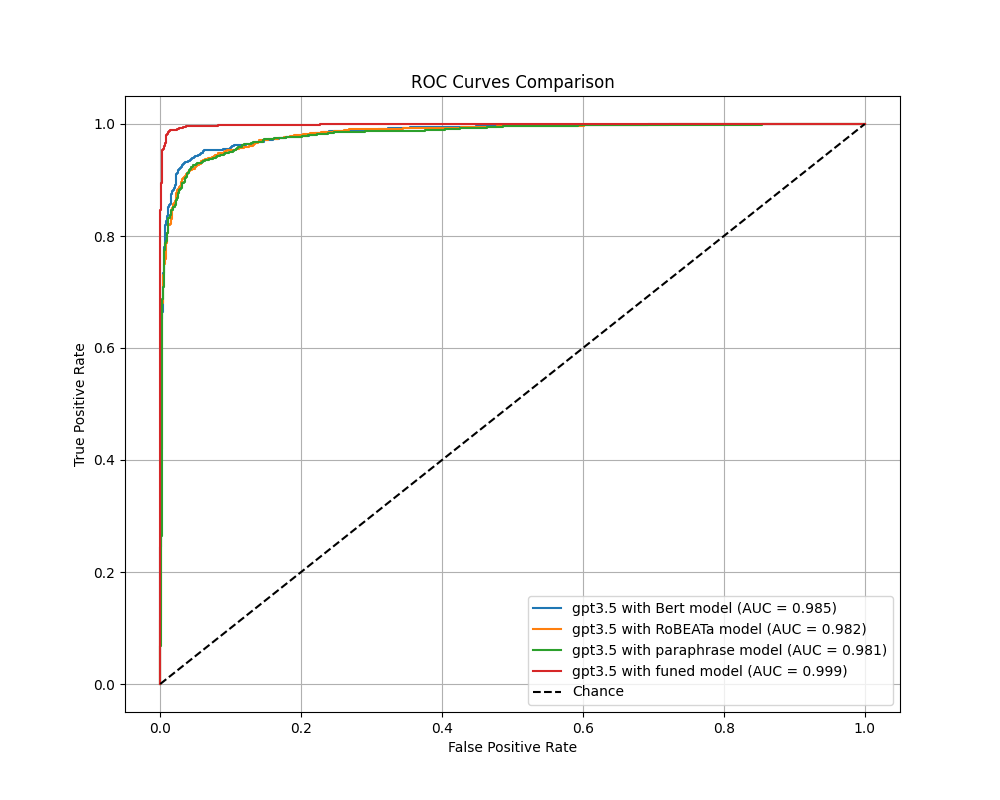 ROC Curves Comparison
True Positive Rate
1.0
0.8
0.6
0.4
0.2
0.0
gpt3.5 with Bert model (AUC = 0.985)
gpt3.5 with RoBEATa model (AUC = 0.982)
gpt3.5 with paraphrase model (AUC = 0.981)
gpt3.5 with funed model (AUC = 0.999)
Chance
0.0 0.2 0.4 0.6 0.8 1.0
False Positive Rate